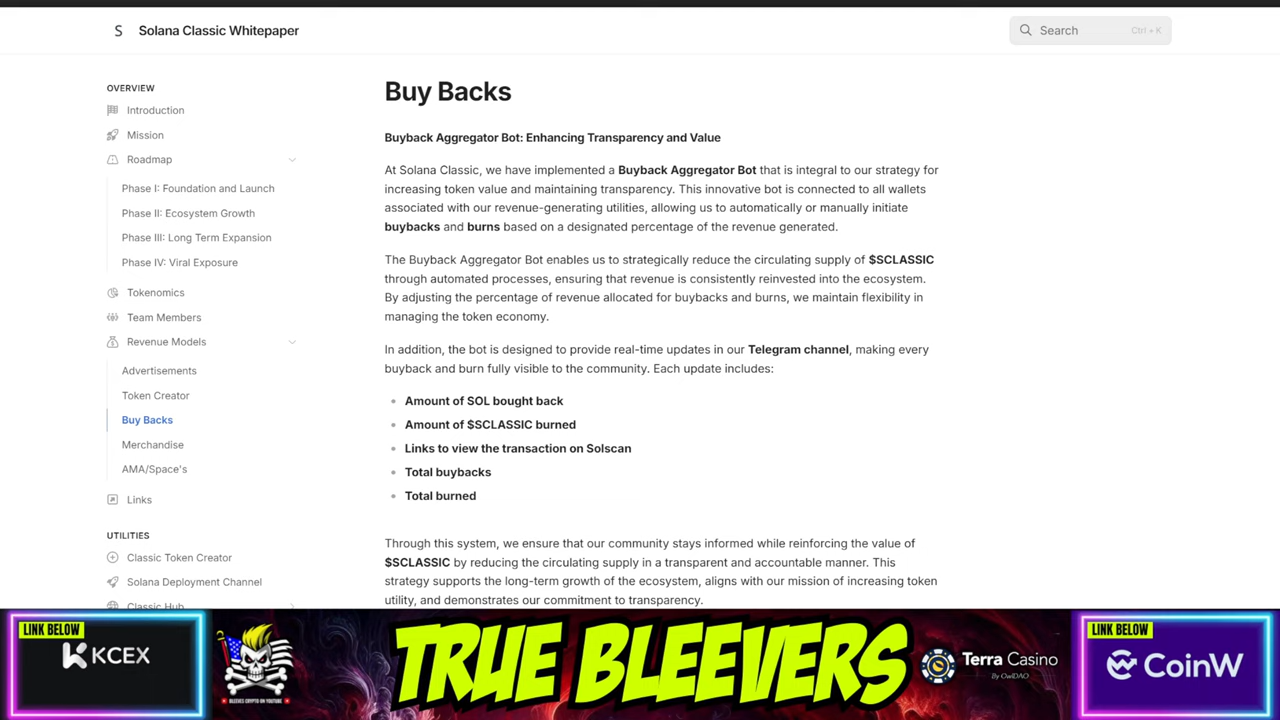 S Solana Classic Whitepaper
Search Ctrl + K
OVERVIEW
Introduction
Mission
Roadmap
Phase I: Foundation and Launch
Phase II: Ecosystem Growth
Phase III: Long Term Expansion
Phase IV: Viral Exposure
Tokenomics
Team Members
Revenue Models
Advertisements
Token Creator
Buy Backs
Merchandise
AMA/Space's
Links
UTILITIES
Classic Token Creator
Solana Deployment Channel
Classic Hub
Buy Backs
Buyback Aggregator Bot: Enhancing Transparency and Value
At Solana Classic, we have implemented a Buyback Aggregator Bot that is integral to our strategy for
increasing token value and maintaining transparency. This innovative bot is connected to all wallets
associated with our revenue-generating utilities, allowing us to automatically or manually initiate
buybacks and burns based on a designated percentage of the revenue generated.
The Buyback Aggregator Bot enables us to strategically reduce the circulating supply of $SCLASSIC
through automated processes, ensuring that revenue is consistently reinvested into the ecosystem.
By adjusting the percentage of revenue allocated for buybacks and burns, we maintain flexibility in
managing the token economy.
In addition, the bot is designed to provide real-time updates in our Telegram channel, making every
buyback and burn fully visible to the community. Each update includes:
• Amount of SOL bought back
• Amount of $SCLASSIC burned
• Links to view the transaction on Solscan
• Total buybacks
• Total burned
Through this system, we ensure that our community stays informed while reinforcing the value of
$SCLASSIC by reducing the circulating supply in a transparent and accountable manner. This
strategy supports the long-term growth of the ecosystem, aligns with our mission of increasing token
utility, and demonstrates our commitment to transparency.
LINK BELOW
KCEX
BLEEVEC CRYPTO ON YOUTUBE
TRUE BLEEVERS
Terra Casino
By OwlDAO
LINK BELOW
CoinW